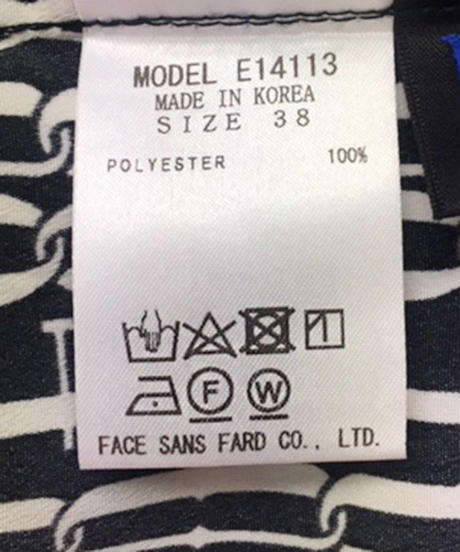 MODEL E14113
MADE IN KOREA
SIZE 38
POLYESTER 100%
F W
FACE SANS FARD CO., LTD.